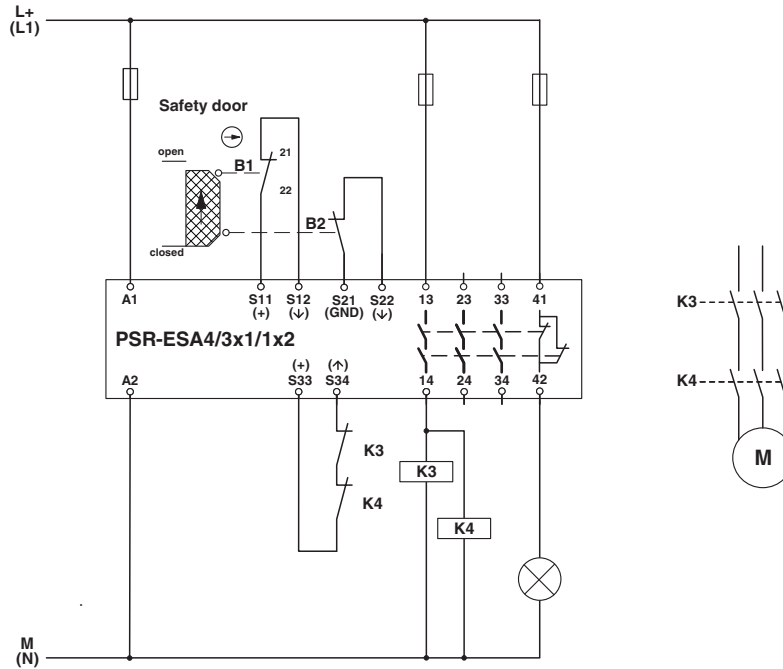 L+
(L1)
Safety door
open
B1
21
22
B2
closed
A1
S11
(+)
S12
(↓)
S21
(GND)
S22
(↓)
13
23
33
41
PSR-ESA4/3x1/1x2
A2
(+)
S33
(↑)
S34
14
24
34
42
K3
K4
K3
K4
K3
K4
M
M
(N)